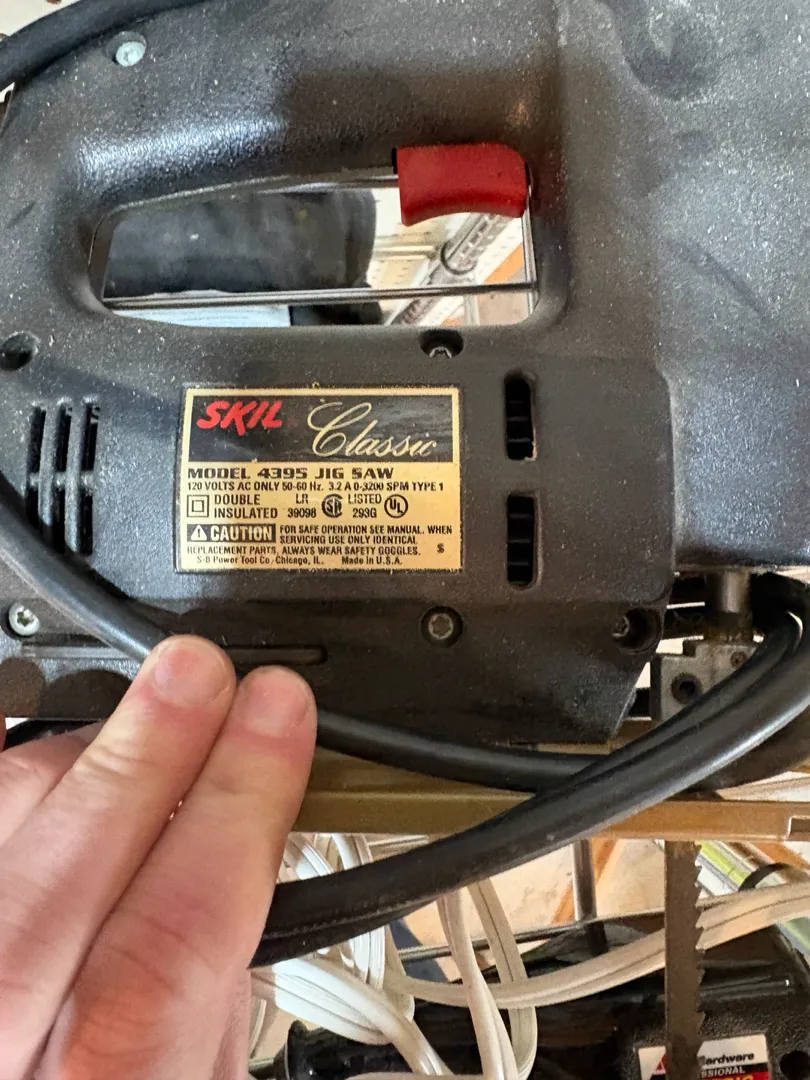 SKIL Classic
MODEL 4395 JIG SAW
120 VOLTS AC ONLY 50-60 Hz. 3.2 A 0-3200 SPM TYPE 1
DOUBLE INSULATED
LR 39098
SA
LISTED 293G
UL
CAUTION
FOR SAFE OPERATION SEE MANUAL. WHEN
SERVICING USE ONLY IDENTICAL
REPLACEMENT PARTS, ALWAYS WEAR SAFETY GOGGLES. S
S-B Power Tool Co. Chicago, IL. Made in U.S.A.